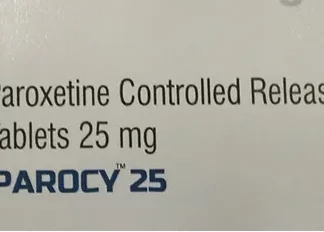 aroxetine Controlled Releas
ablets 25 mg
PAROCY™ 25